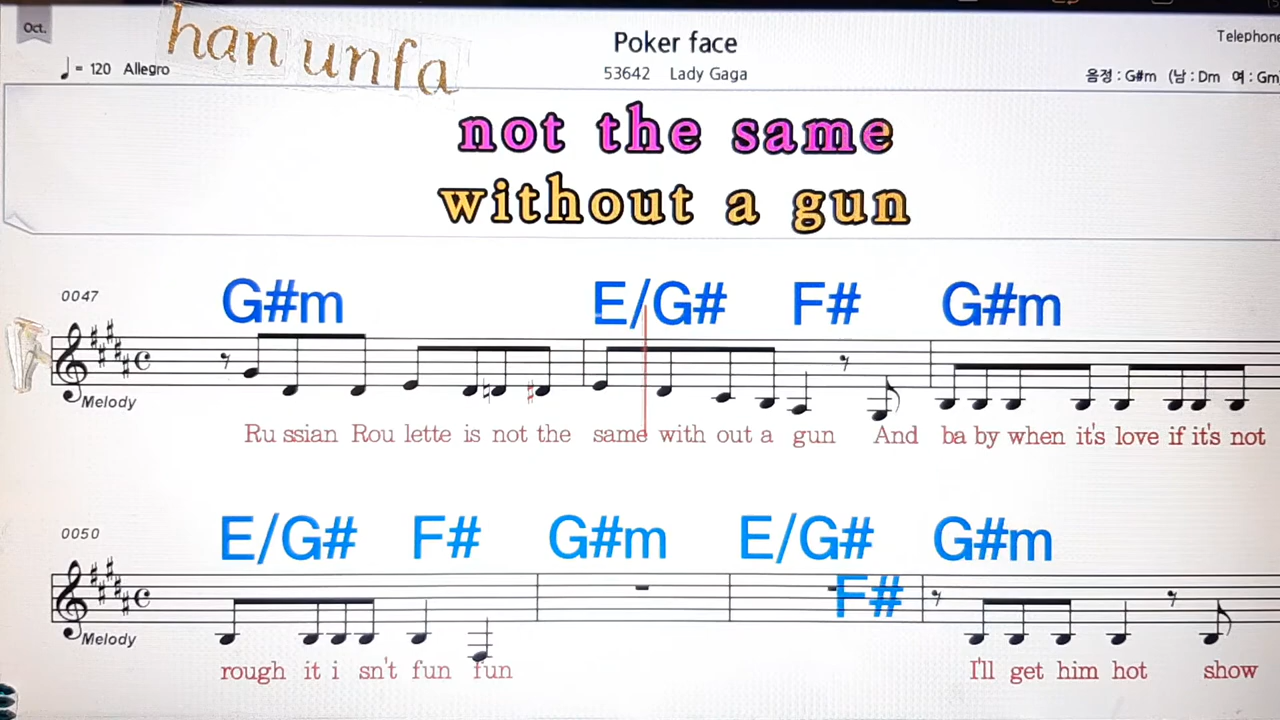 Oct.
han unfa
Poker face
Telephone
♩= 120 Allegro
53642 Lady Gaga
음정 : G#m (남 : Dm 여 : Gm)
not the same
without a gun
0047
G#m E/G# F# G#m
Melody
Ru ssian Rou lette is not the same with out a gun And ba by when it's love if it's not
0050
E/G# F# G#m E/G# F# G#m
Melody
rough it i sn't fun fun I'll get him hot show